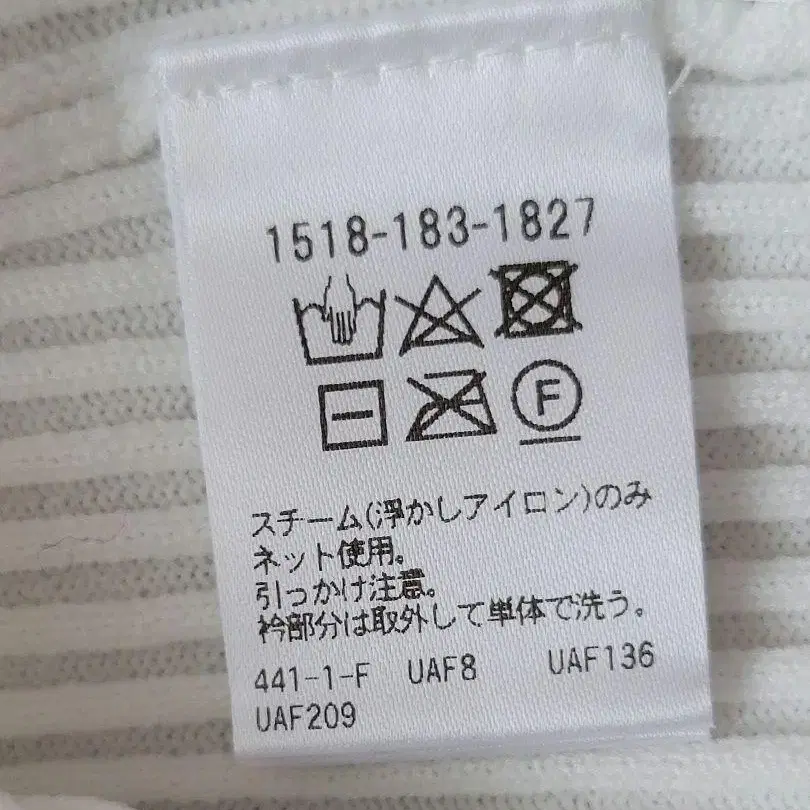 1518-183-1827
F
スチーム(浮かしアイロン)のみ
ネット使用。
引っかけ注意。
衿部分は取外して単体で洗う。
441-1-F UAF8 UAF136
UAF209